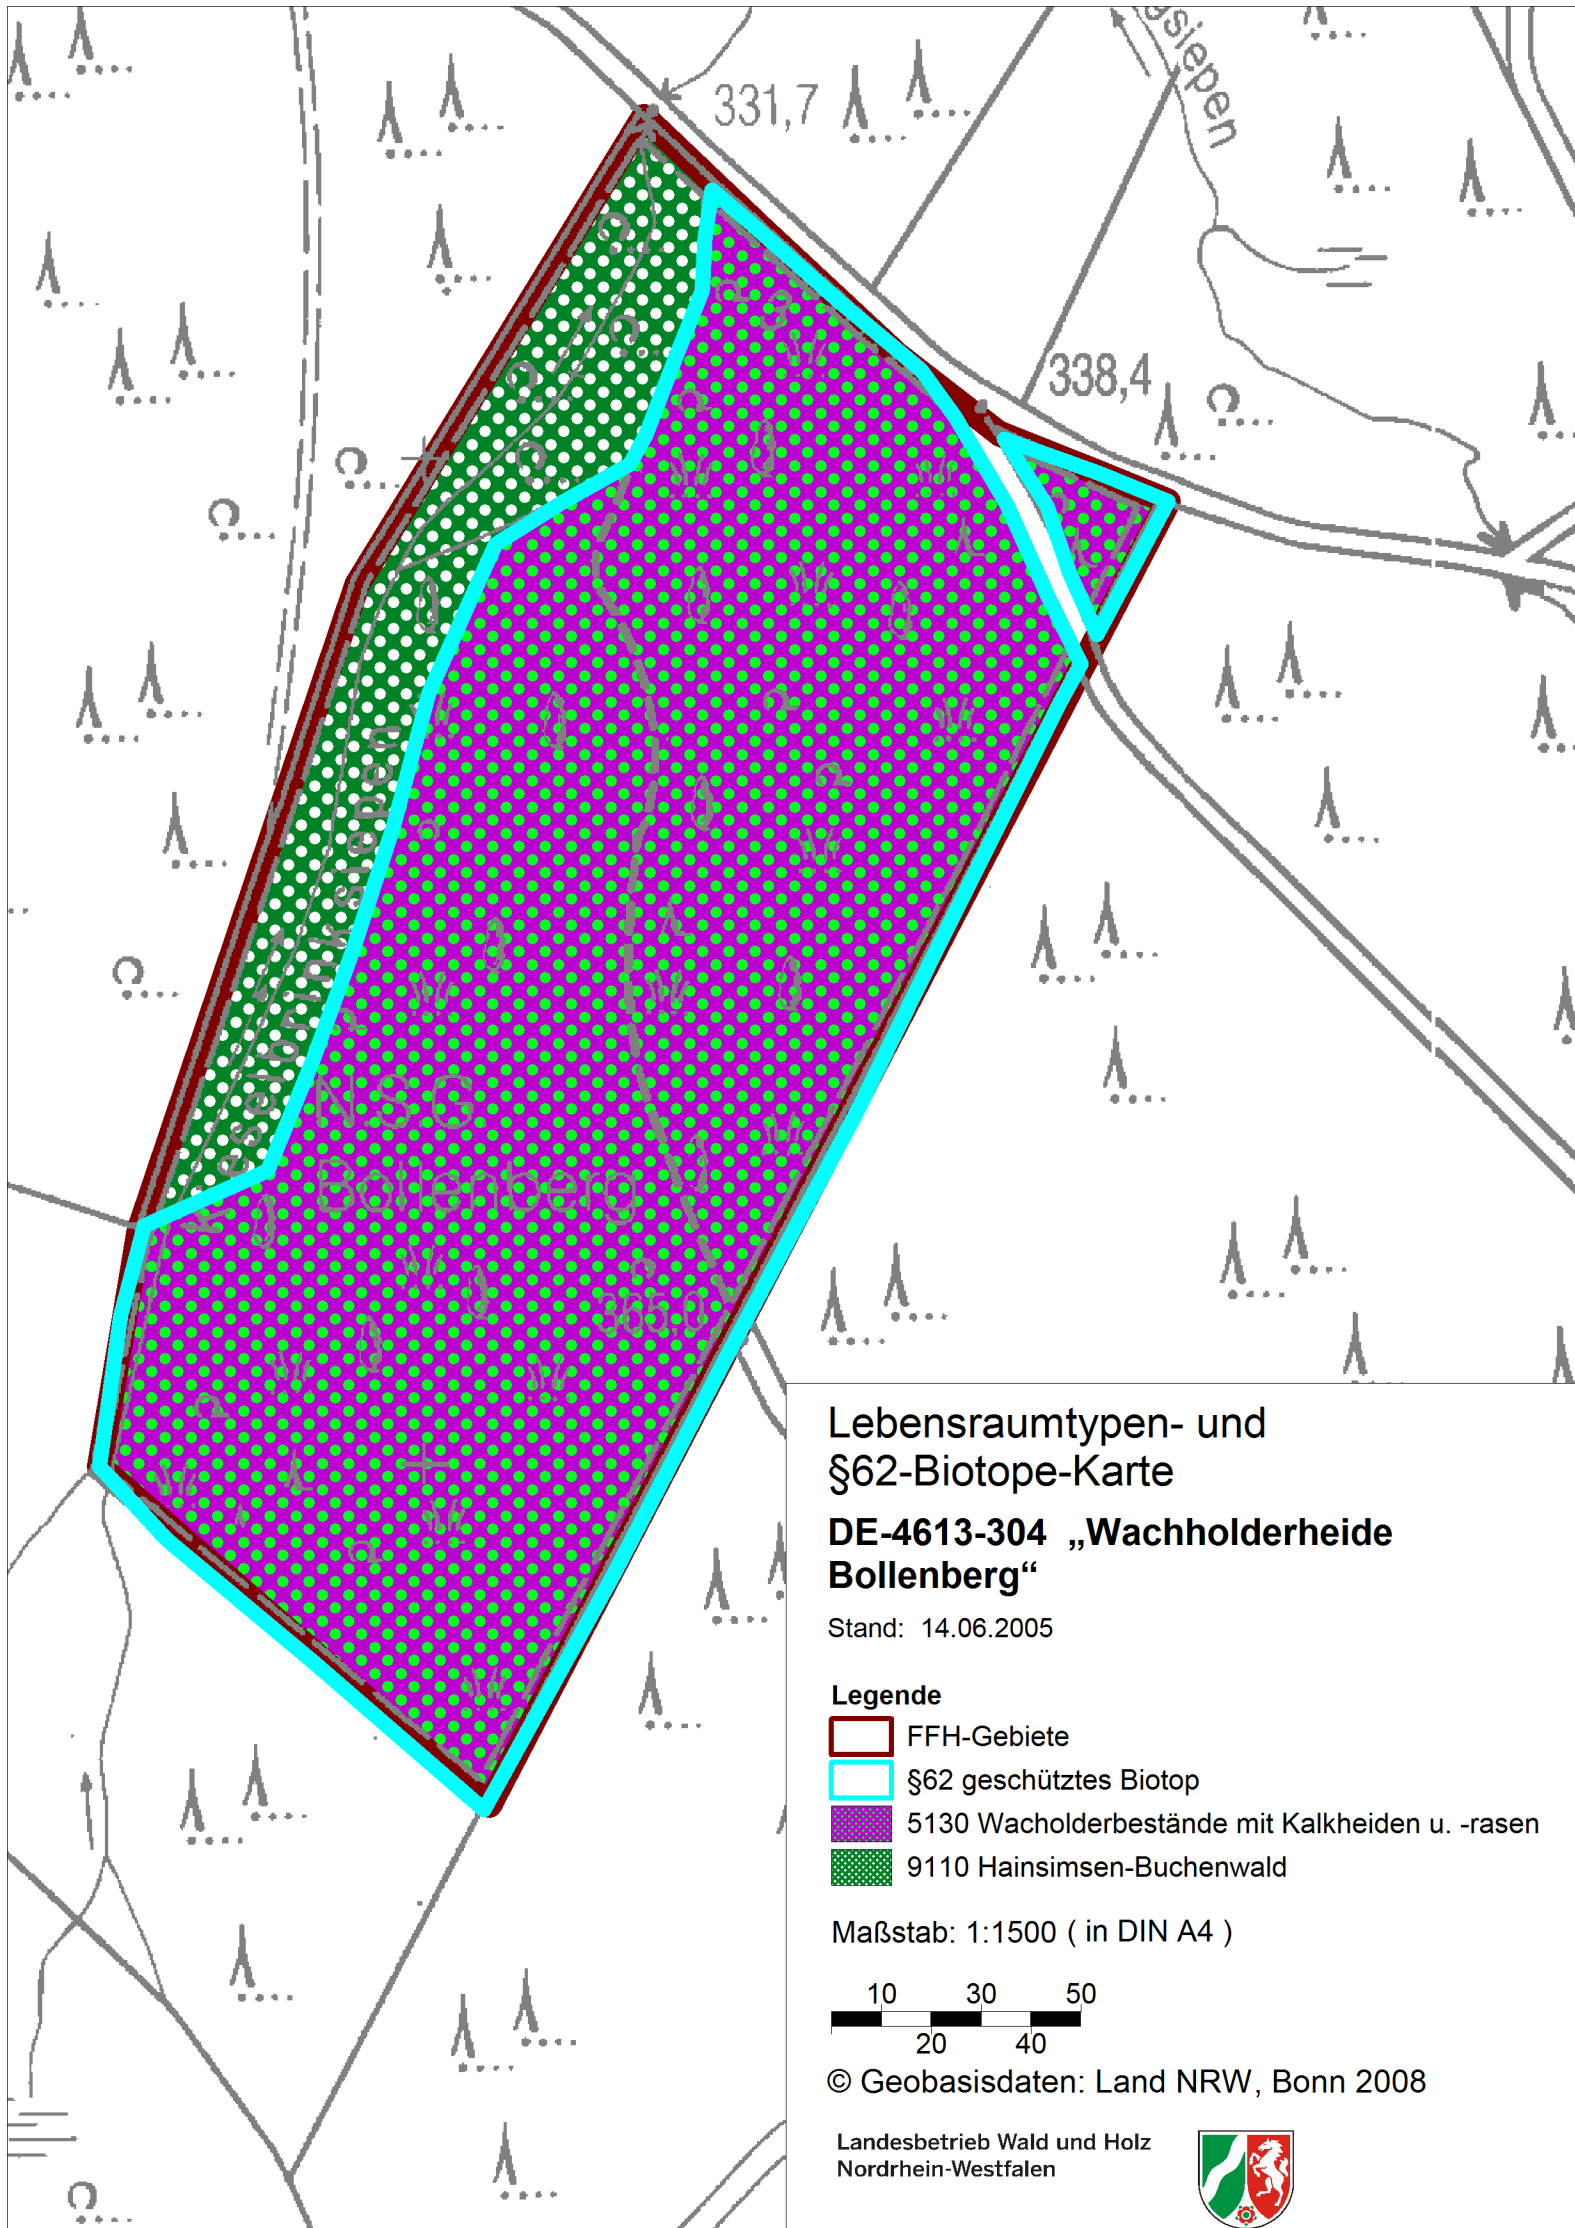 331,7
338,4
NSG
Bollenberg
365,0
Lebensraumtypen- und
§62-Biotope-Karte
DE-4613-304 „Wachholderheide
Bollenberg“
Stand: 14.06.2005
Legende
FFH-Gebiete
§62 geschütztes Biotop
5130 Wacholderbestände mit Kalkheiden u. -rasen
9110 Hainsimsen-Buchenwald
Maßstab: 1:1500 ( in DIN A4 )
10 30 50
20 40
© Geobasisdaten: Land NRW, Bonn 2008
Landesbetrieb Wald und Holz
Nordrhein-Westfalen